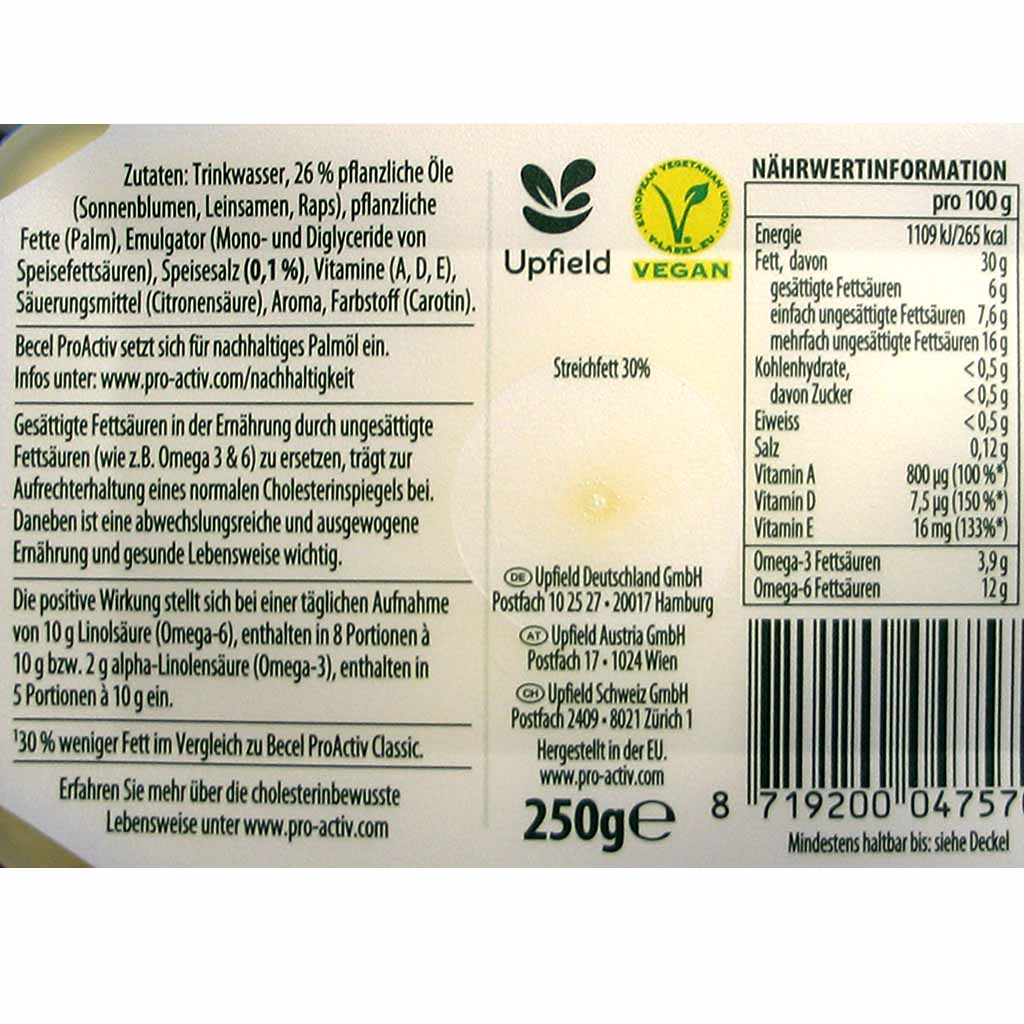 Zutaten: Trinkwasser, 26 % pflanzliche Öle
(Sonnenblumen, Leinsamen, Raps), pflanzliche
Fette (Palm), Emulgator (Mono- und Diglyceride von
Speisefettsäuren), Speisesalz (0,1 %), Vitamine (A, D, E),
Säuerungsmittel (Citronensäure), Aroma, Farbstoff (Carotin).
Becel ProActiv setzt sich für nachhaltiges Palmöl ein.
Infos unter: www.pro-activ.com/nachhaltigkeit
Gesättigte Fettsäuren in der Ernährung durch ungesättigte
Fettsäuren (wie z.B. Omega 3 & 6) zu ersetzen, trägt zur
Aufrechterhaltung eines normalen Cholesterinspiegels bei.
Daneben ist eine abwechslungsreiche und ausgewogene
Ernährung und gesunde Lebensweise wichtig.
Die positive Wirkung stellt sich bei einer täglichen Aufnahme
von 10 g Linolsäure (Omega-6), enthalten in 8 Portionen à
10 g bzw. 2 g alpha-Linolensäure (Omega-3), enthalten in
5 Portionen à 10 g ein.
¹30 % weniger Fett im Vergleich zu Becel ProActiv Classic.
Erfahren Sie mehr über die cholesterinbewusste
Lebensweise unter www.pro-activ.com
Upfield
EUROPEAN VEGETARIAN UNION
V-LABEL.EU
VEGAN
Streichfett 30%
DE Upfield Deutschland GmbH
Postfach 10 25 27 • 20017 Hamburg
AT Upfield Austria GmbH
Postfach 17 • 1024 Wien
CH Upfield Schweiz GmbH
Postfach 2409 • 8021 Zürich 1
Hergestellt in der EU.
www.pro-activ.com
250g e
NÄHRWERTINFORMATION
pro 100 g
Energie 1109 kJ/265 kcal
Fett, davon 30 g
gesättigte Fettsäuren 6 g
einfach ungesättigte Fettsäuren 7,6 g
mehrfach ungesättigte Fettsäuren 16 g
Kohlenhydrate, <0,5 g
davon Zucker <0,5 g
Eiweiss <0,5 g
Salz 0,12 g
Vitamin A 800 µg (100 %*)
Vitamin D 7,5 µg (150 %*)
Vitamin E 16 mg (133%*)
Omega-3 Fettsäuren 3,9 g
Omega-6 Fettsäuren 12 g
8 719200 04757
Mindestens haltbar bis: siehe Deckel